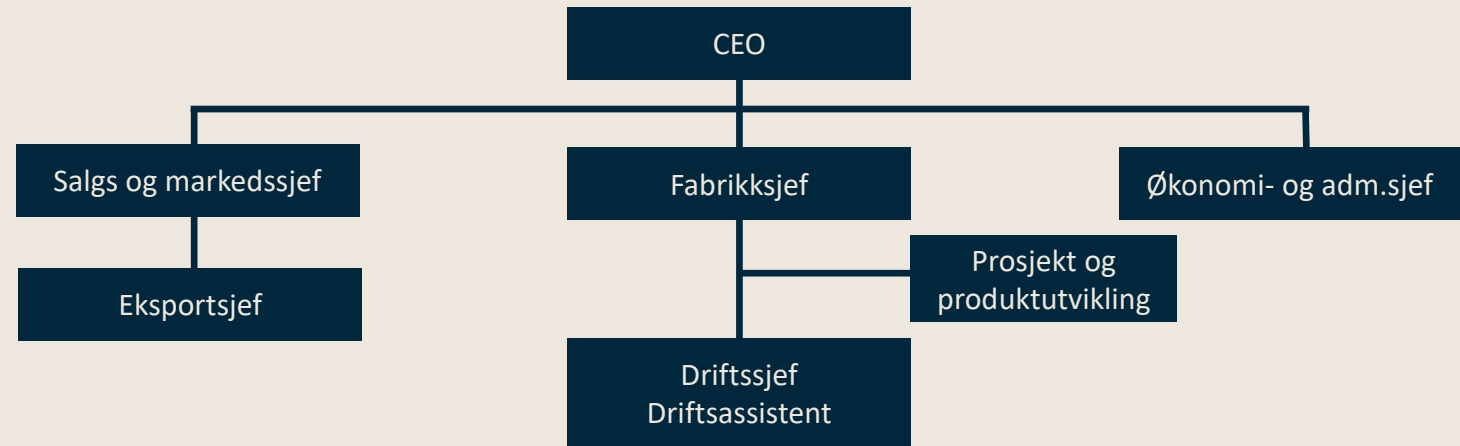 CEO
Salgs og markedssjef
Fabrikksjef
Økonomi- og adm.sjef
Prosjekt og
produktutvikling
Eksportsjef
Driftssjef
Driftsassistent